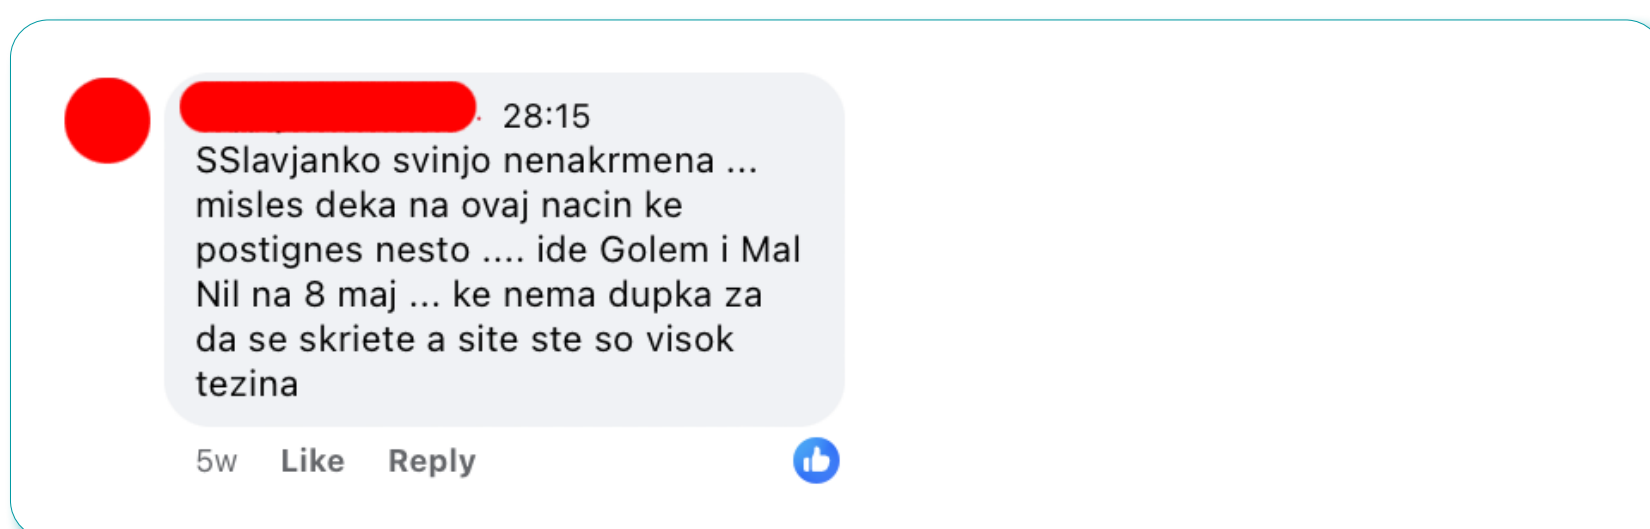 28:15
SSlavjanko svinjo nenakrmena ...
misles deka na ovaj nacin ke
postignes nesto .... ide Golem i Mal
Nil na 8 maj ... ke nema dupka za
da se skriete a site ste so visok
tezina
5w Like Reply